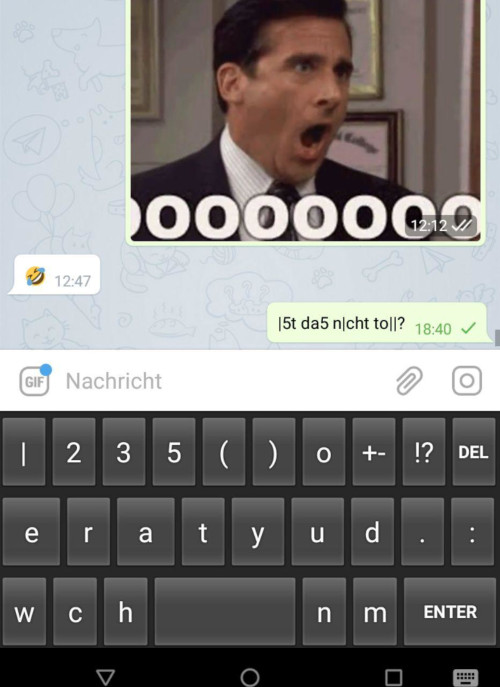 OOOOOOOO
12:12
12:47
|5t da5 n|cht to||?
18:40
GIF Nachricht
| 2 3 5 ( ) o +- !? DEL
e r a t y u d . :
w c h n m ENTER